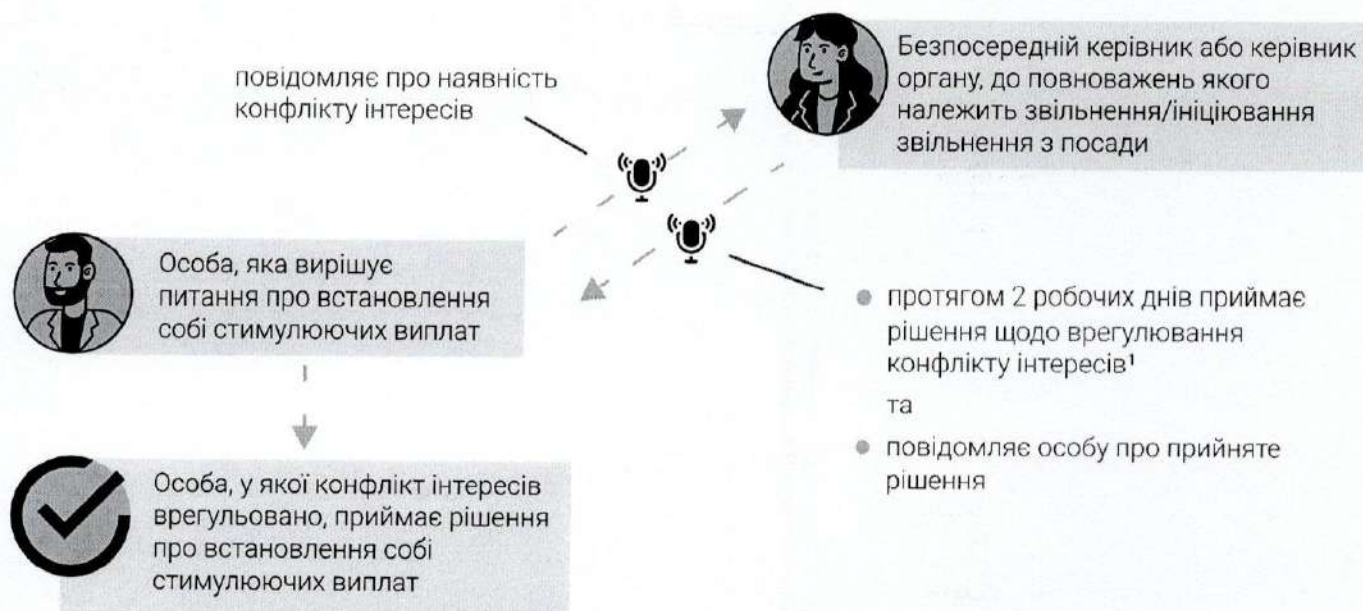 повідомляє про наявність
конфлікту інтересів
Безпосередній керівник або керівник
органу, до повноважень якого
належить звільнення/ініціювання
звільнення з посади
Особа, яка вирішує
питання про встановлення
собі стимулюючих виплат
● протягом 2 робочих днів приймає
рішення щодо врегулювання
конфлікту інтересів¹
та
● повідомляє особу про прийняте
рішення
Особа, у якої конфлікт інтересів
врегульовано, приймає рішення
про встановлення собі
стимулюючих виплат